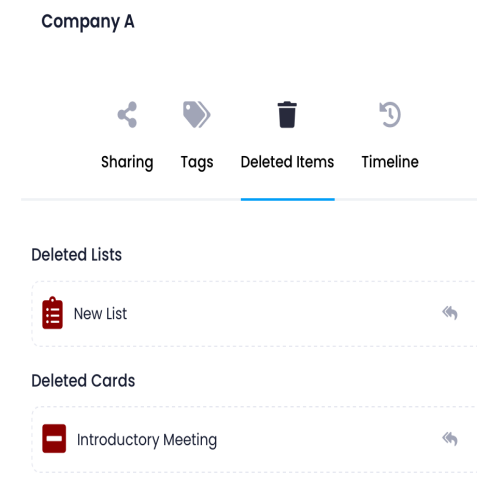 Company A
Sharing Tags Deleted Items Timeline
Deleted Lists
New List
Deleted Cards
Introductory Meeting